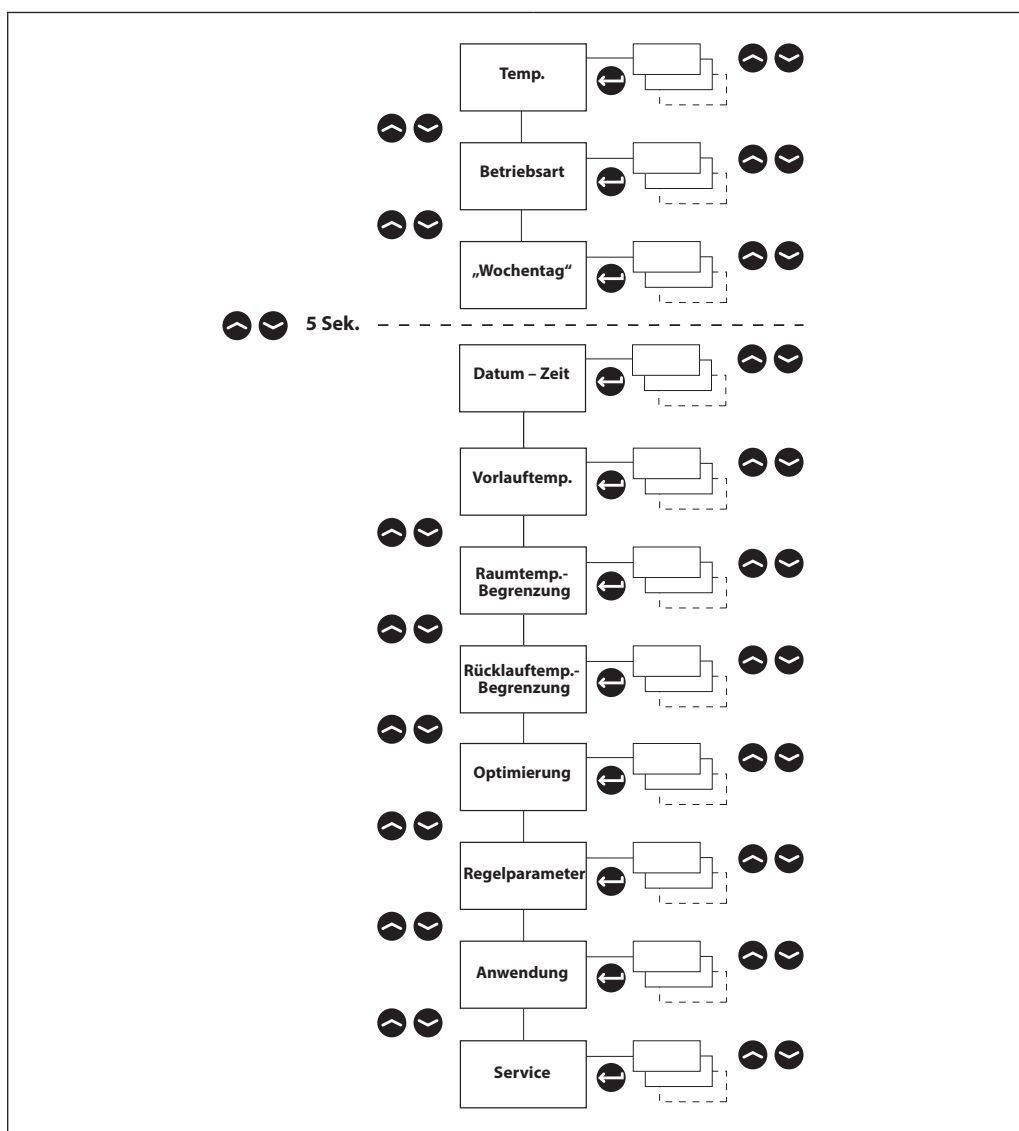 Temp.
Betriebsart
„Wochentag“
5 Sek.
Datum – Zeit
Vorlauftemp.
Raumtemp.-
Begrenzung
Rücklauftemp.-
Begrenzung
Optimierung
Regelparameter
Anwendung
Service